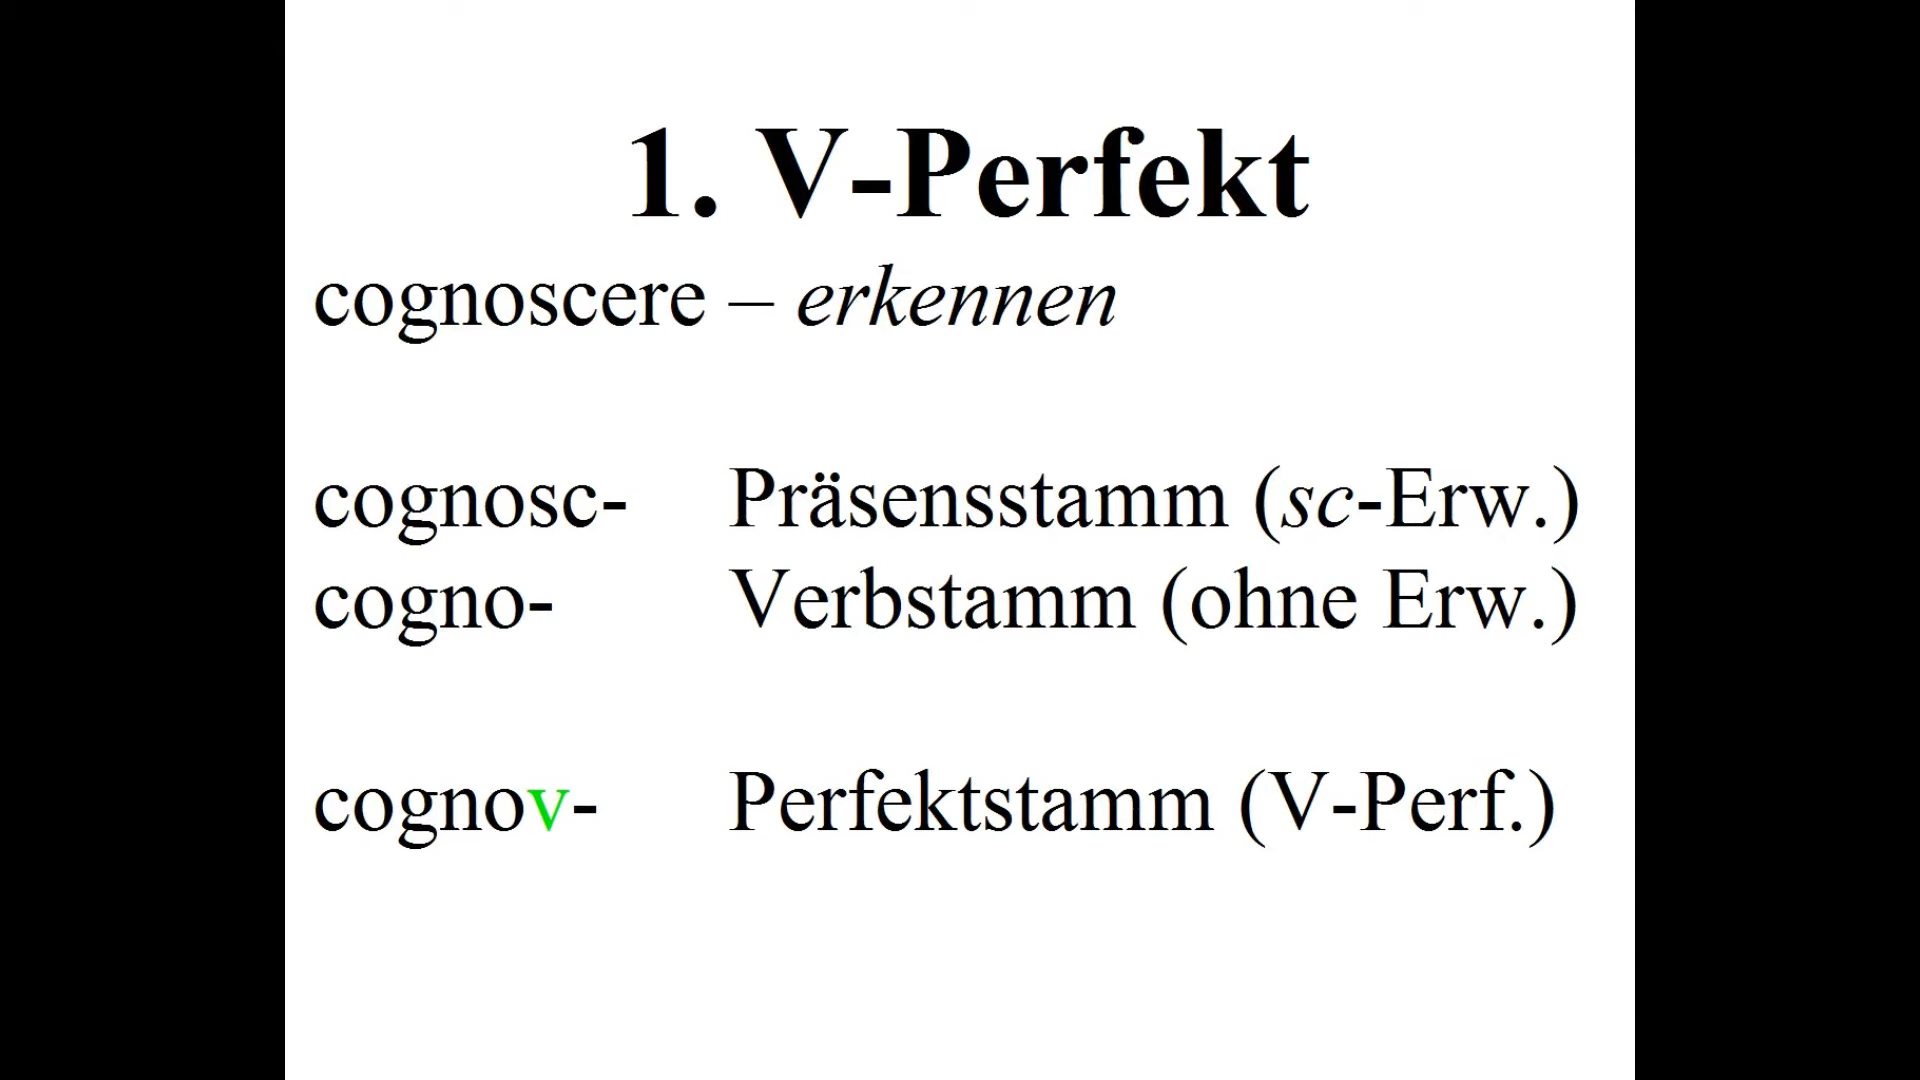 1. V-Perfekt
cognoscere – erkennen
cognosc- Präsensstamm (sc-Erw.)
cogno- Verbstamm (ohne Erw.)
cognov- Perfektstamm (V-Perf.)